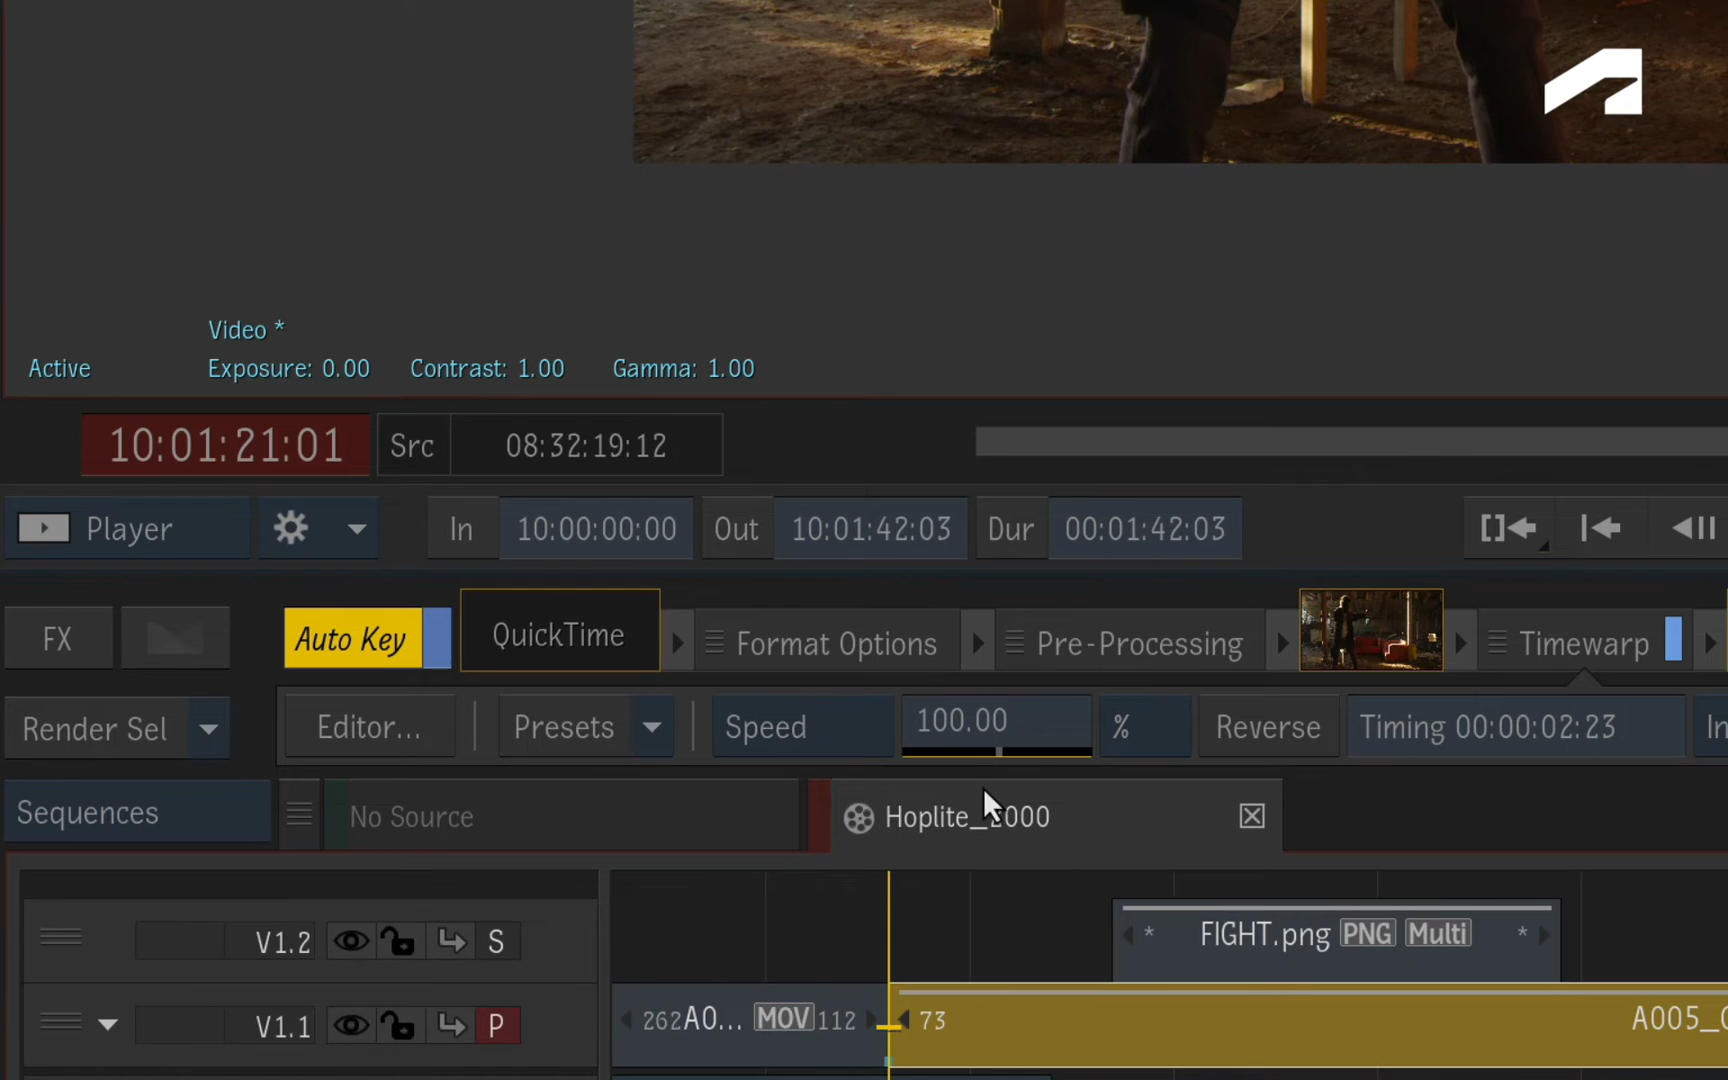 Video *
Active Exposure: 0.00 Contrast: 1.00 Gamma: 1.00
10:01:21:01 Src 08:32:19:12
Player In 10:00:00:00 Out 10:01:42:03 Dur 00:01:42:03
FX Auto Key QuickTime Format Options Pre-Processing Timewarp
Render Sel Editor... Presets Speed 100.00 % Reverse Timing 00:00:02:23 In
Sequences No Source
V1.2 S FIGHT.png PNG Multi *
V1.1 P 262 A0... MOV 112 73 A005_